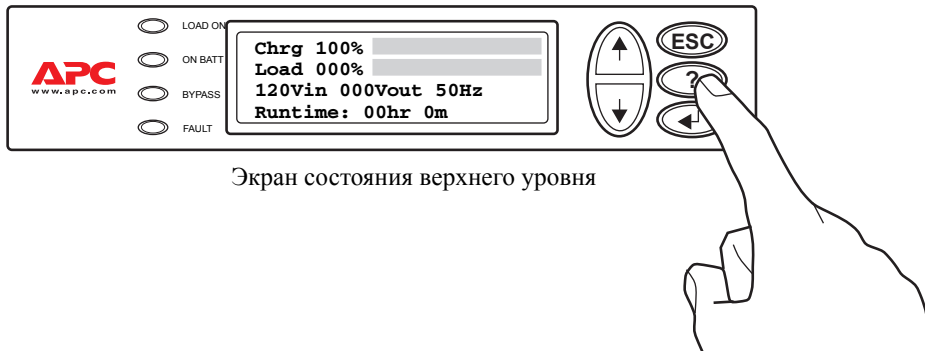 LOAD ON
ON BATT
BYPASS
FAULT
APC
www.apc.com
Chrg 100%
Load 000%
120Vin 000Vout 50Hz
Runtime: 00hr 0m
ESC
?
Экран состояния верхнего уровня